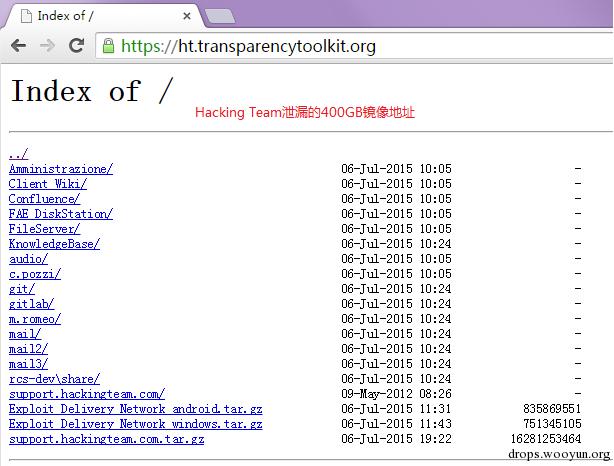 Index of /
https://ht.transparencytoolkit.org
Index of /
Hacking Team泄漏的400GB镜像地址
../
Amministrazione/ 06-Jul-2015 10:05 -
Client Wiki/ 06-Jul-2015 10:05 -
Confluence/ 06-Jul-2015 10:05 -
FAE DiskStation/ 06-Jul-2015 10:05 -
FileServer/ 06-Jul-2015 10:05 -
KnowledgeBase/ 06-Jul-2015 10:24 -
audio/ 06-Jul-2015 10:05 -
c.pozzi/ 06-Jul-2015 10:05 -
git/ 06-Jul-2015 10:24 -
gitlab/ 06-Jul-2015 10:24 -
m.romeo/ 06-Jul-2015 10:24 -
mail/ 06-Jul-2015 10:24 -
mail2/ 06-Jul-2015 10:24 -
mail3/ 06-Jul-2015 10:24 -
rcs-dev\share/ 06-Jul-2015 10:24 -
support.hackingteam.com/ 09-May-2012 08:26 -
Exploit Delivery Network android.tar.gz 06-Jul-2015 11:31 835869551
Exploit Delivery Network windows.tar.gz 06-Jul-2015 11:43 751345105
support.hackingteam.com.tar.gz 06-Jul-2015 19:22 16281253464
drops.wooyun.org